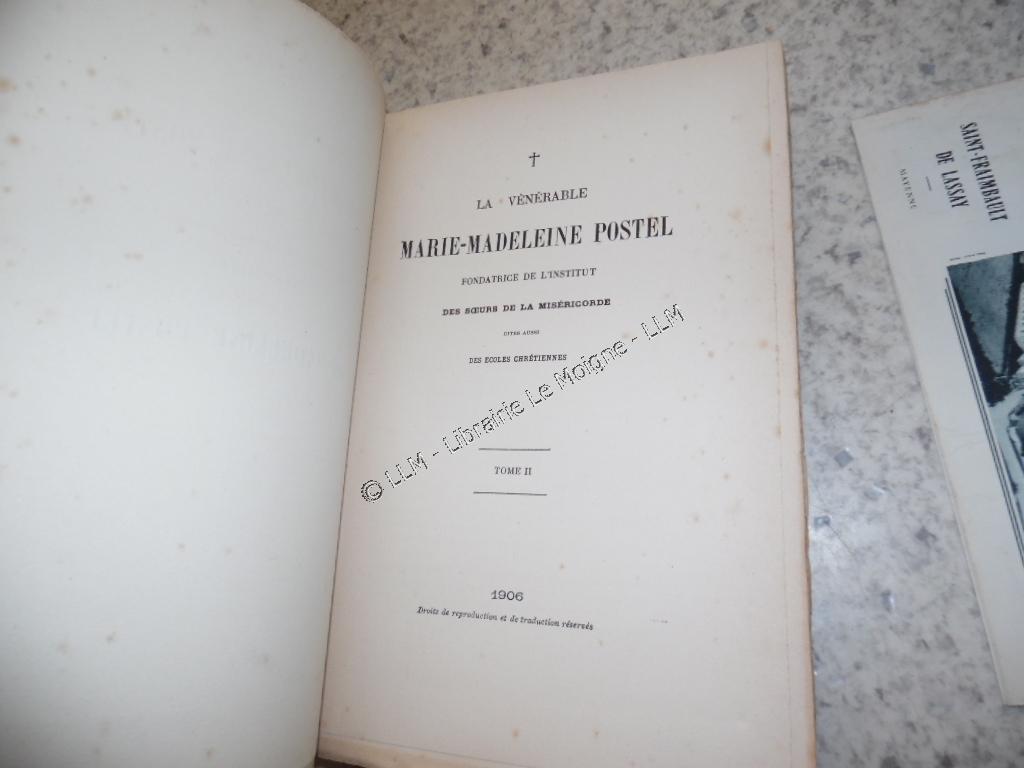 †
LA VÉNÉRABLE
MARIE-MADELEINE POSTEL
FONDATRICE DE L'INSTITUT
DES SŒURS DE LA MISÉRICORDE
DITES AUSSI
DES ECOLES CHRÉTIENNES
TOME II
1906
Droits de reproduction et de traduction réservés
© LLM - Librairie Le Moigne - LLM
SAINT-FRAIMBAULT
DE LASSAY
MAYENNE